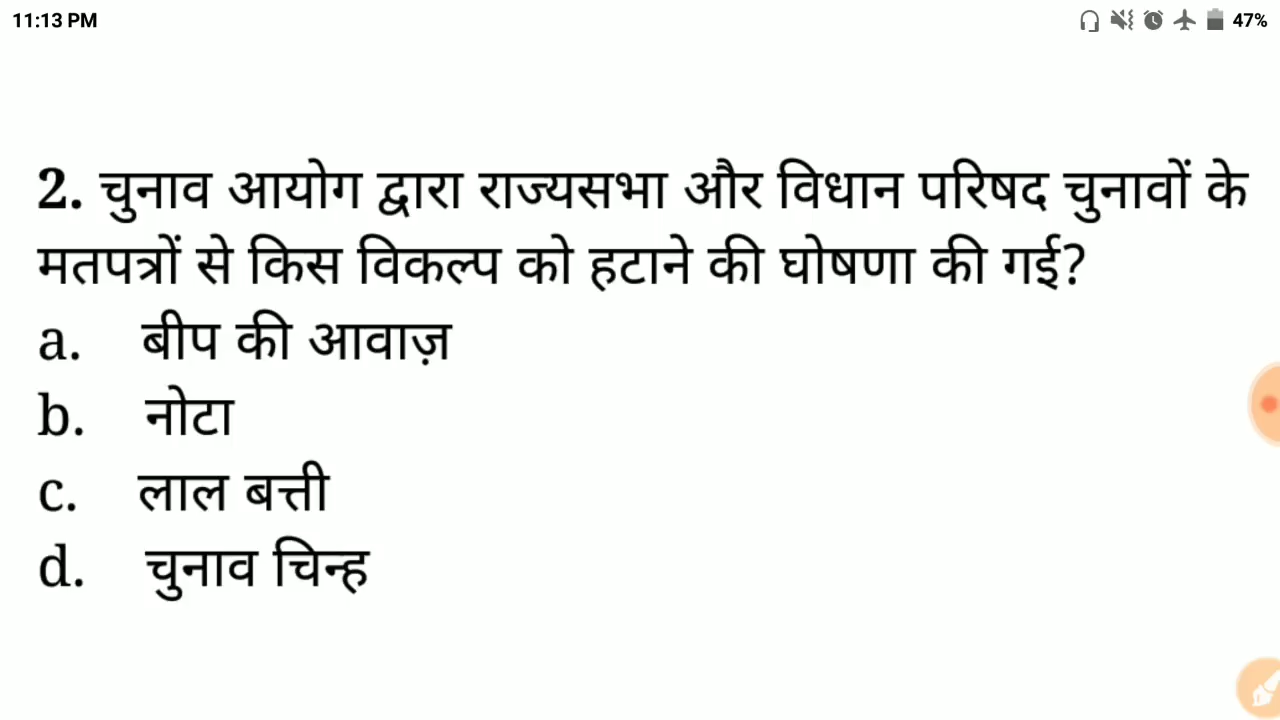 11:13 PM 47%
2. चुनाव आयोग द्वारा राज्यसभा और विधान परिषद चुनावों के
मतपत्रों से किस विकल्प को हटाने की घोषणा की गई?
a. बीप की आवाज़
b. नोटा
c. लाल बत्ती
d. चुनाव चिन्ह